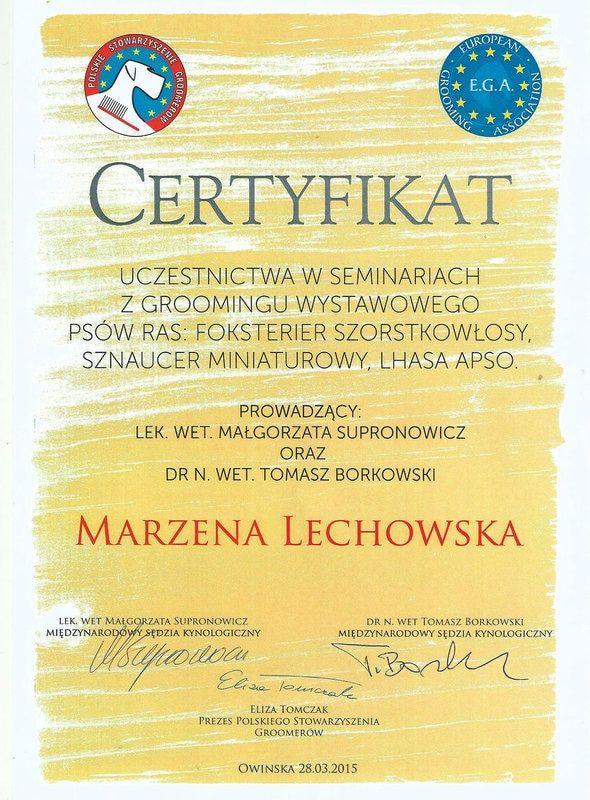 POLSKIE STOWARZYSZENIE GROOMERÓW
EUROPEAN
E.G.A.
GROOMING ASSOCIATION
CERTYFIKAT
UCZESTNICTWA W SEMINARIACH
Z GROOMINGU WYSTAWOWEGO
PSÓW RAS: FOKSTERIER SZORSTKOWŁOSY,
SZNAUCER MINIATUROWY, LHASA APSO.
PROWADZĄCY:
LEK. WET. MAŁGORZATA SUPRONOWICZ
ORAZ
DR N. WET. TOMASZ BORKOWSKI
MARZENA LECHOWSKA
LEK. WET MAŁGORZATA SUPRONOWICZ
MIĘDZYNARODOWY SĘDZIA KYNOLOGICZNY
DR N. WET TOMASZ BORKOWSKI
MIĘDZYNARODOWY SĘDZIA KYNOLOGICZNY
Eliza Tomczak
ELIZA TOMCZAK
PREZES POLSKIEGO STOWARZYSZENIA
GROOMERÓW
OWINSKA 28.03.2015